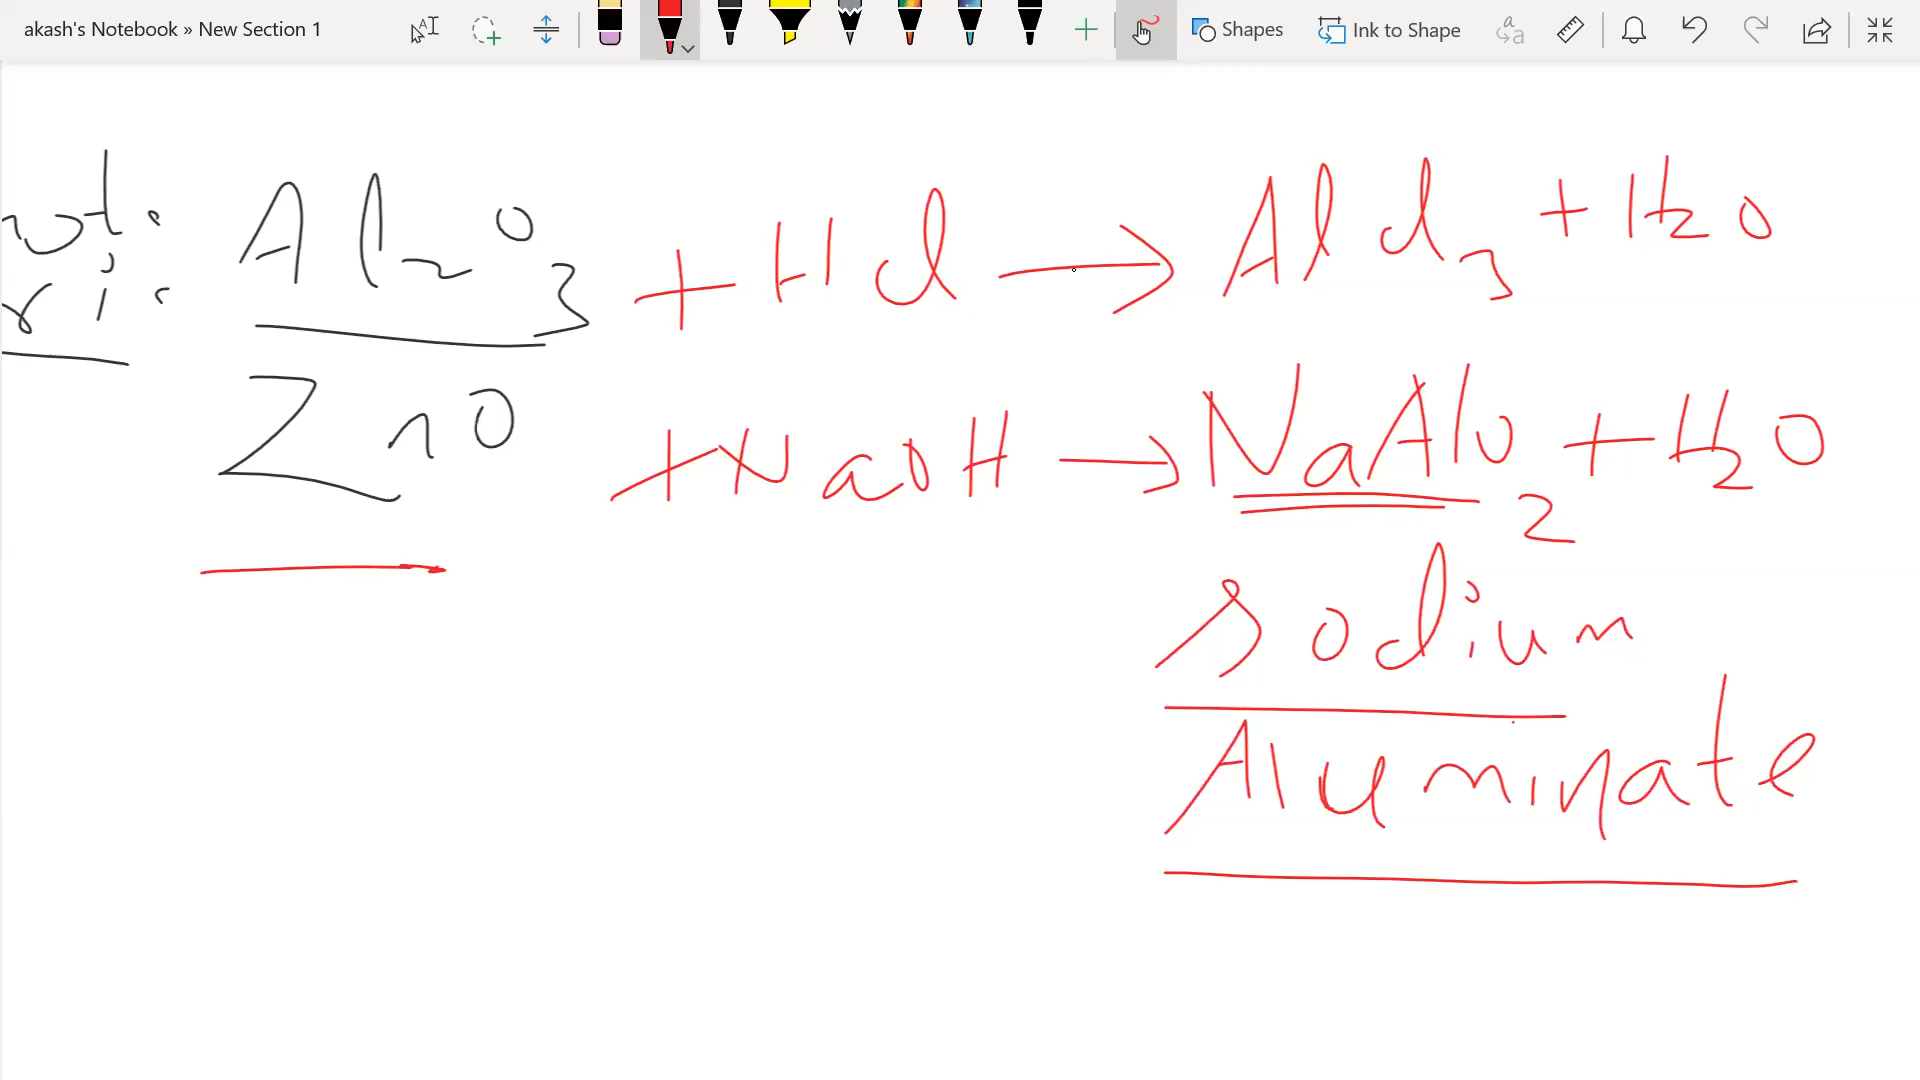 akash's Notebook » New Section 1
Shapes
Ink to Shape
Al₂O₃ + HCl → AlCl₃ + H₂O
ZnO
+ NaOH → NaAlO₂ + H₂O
Sodium
Aluminate